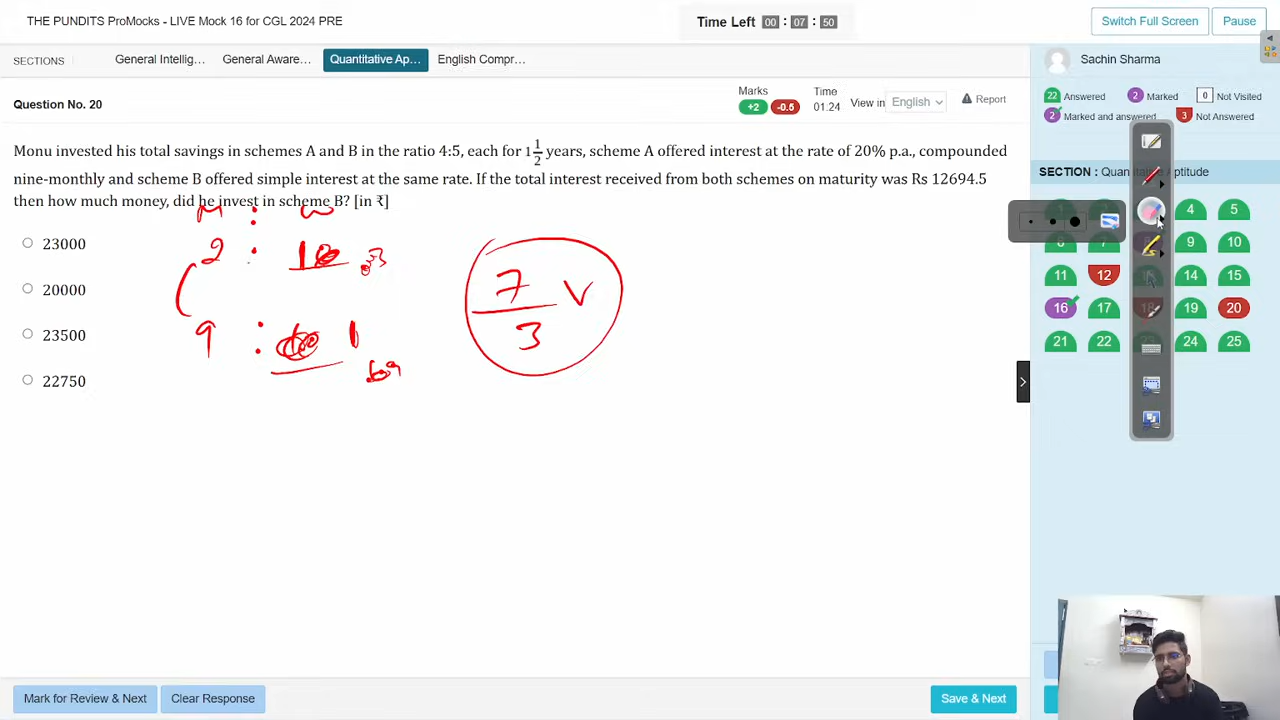 THE PUNDITS ProMocks - LIVE Mock 16 for CGL 2024 PRE
Time Left 00 : 07 : 50
Switch Full Screen
Pause
SECTIONS
General Intellig...
General Aware...
Quantitative Ap...
English Compr...
Sachin Sharma
Question No. 20
Marks
+2 -0.5
Time
01.24
View in English
Report
22 Answered
2 Marked
0 Not Visited
2 Marked and answered
3 Not Answered
Monu invested his total savings in schemes A and B in the ratio 4:5, each for 1 1/2 years, scheme A offered interest at the rate of 20% p.a., compounded
nine-monthly and scheme B offered simple interest at the same rate. If the total interest received from both schemes on maturity was Rs 12694.5
then how much money, did he invest in scheme B? [in ₹]
SECTION : Quan titude
23000
20000
23500
22750
M : W
2 :
9 : 1
7/3 V
4 5
6 9 10
11 12 14 15
16 17 18 19 20
21 22 24 25
Mark for Review & Next
Clear Response
Save & Next